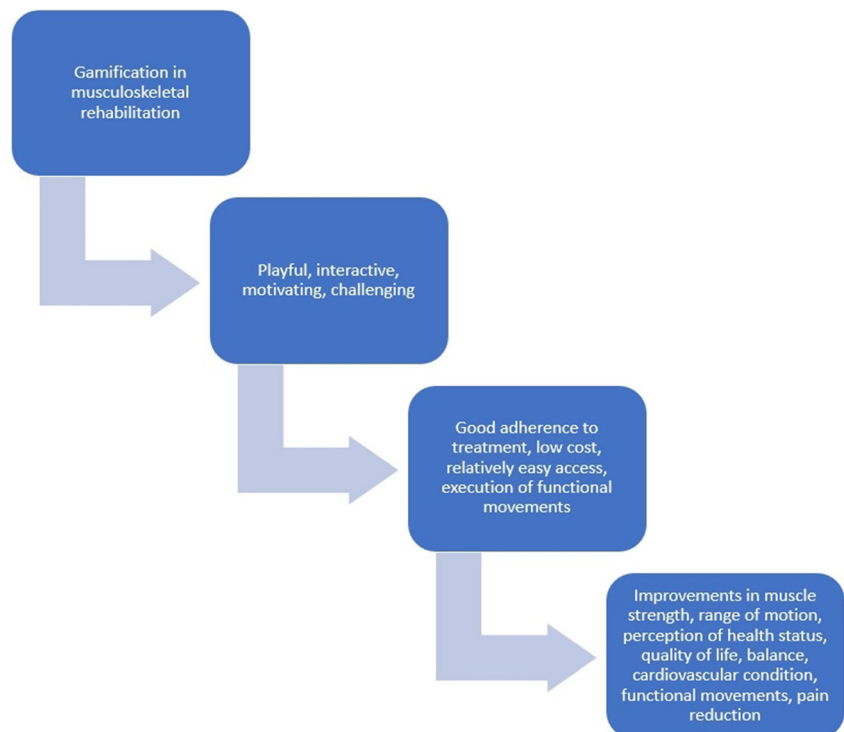 Gamification in
musculoskeletal
rehabilitation
Playful, interactive,
motivating, challenging
Good adherence to
treatment, low cost,
relatively easy access,
execution of functional
movements
Improvements in muscle
strength, range of motion,
perception of health status,
quality of life, balance,
cardiovascular condition,
functional movements, pain
reduction